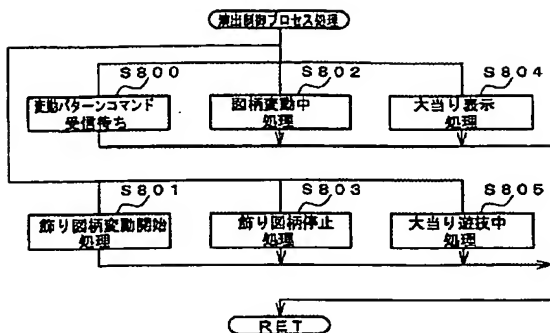 演出制御プロセス処理
S800
S802
S804
変動パターンコマンド
受信待ち
図柄変動中
処理
大当り表示
処理
S801
S803
S805
飾り図柄変動開始
処理
飾り図柄停止
処理
大当り遊技中
処理
RET